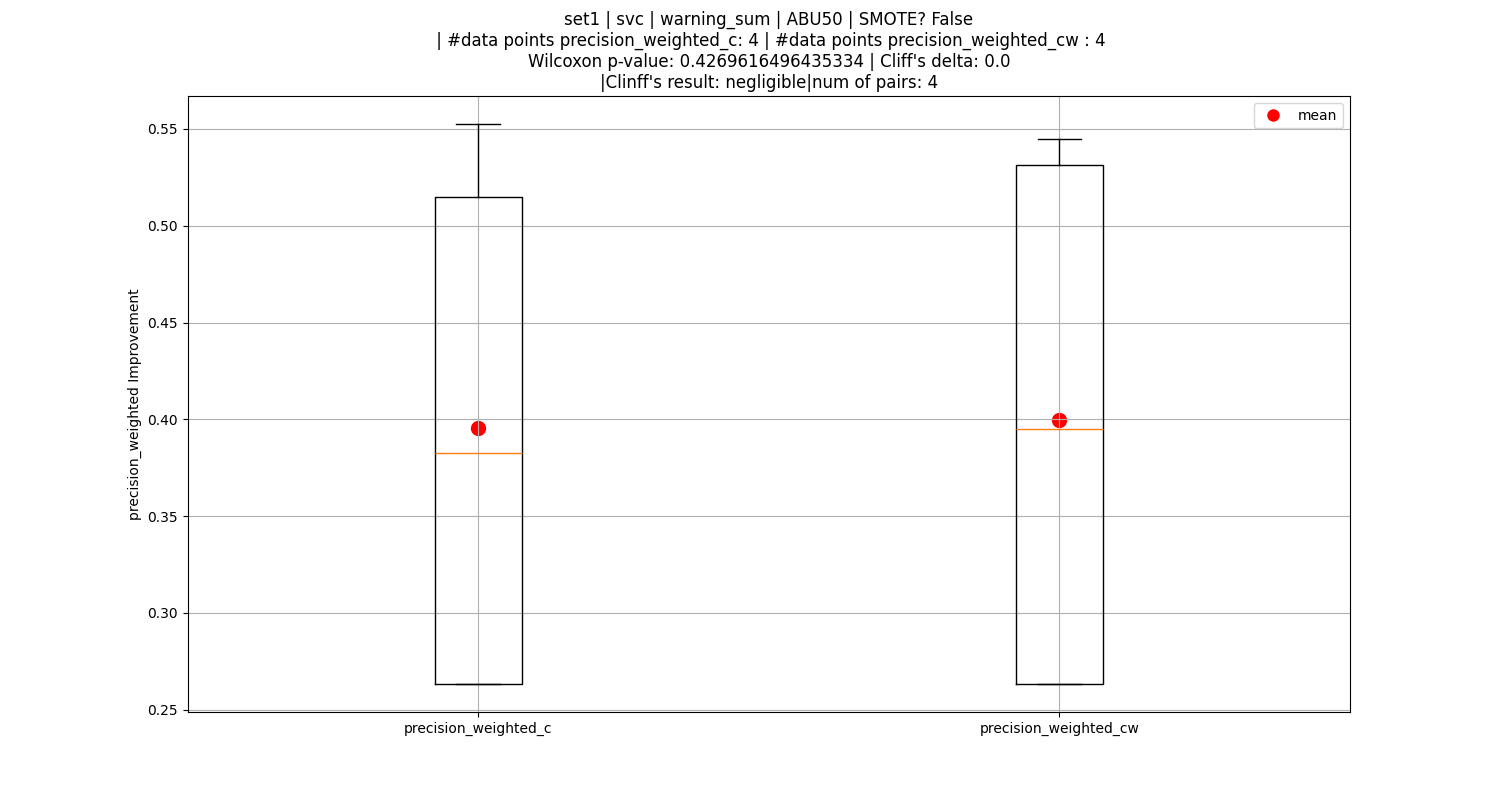 set1 | svc | warning_sum | ABU50 | SMOTE? False
| #data points precision_weighted_c: 4 | #data points precision_weighted_cw : 4
Wilcoxon p-value: 0.4269616496435334 | Cliff's delta: 0.0
|Clinff's result: negligible|num of pairs: 4
mean
0.55
0.50
0.45
0.40
0.35
0.30
0.25
precision_weighted Improvement
precision_weighted_c
precision_weighted_cw